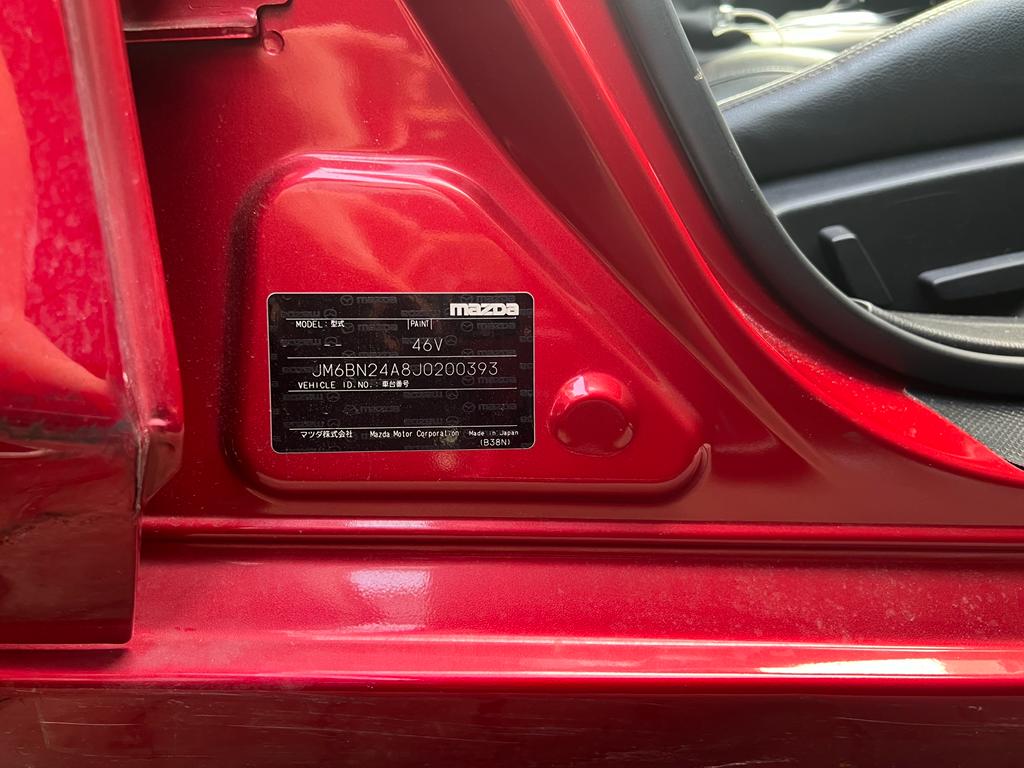 mazda
MODEL: 型式 |PAINT|
46V
JM6BN24A8J0200393
VEHICLE ID.NO.: 車台番号
マツダ株式会社 Mazda Motor Corporation Made in Japan
(B38N)